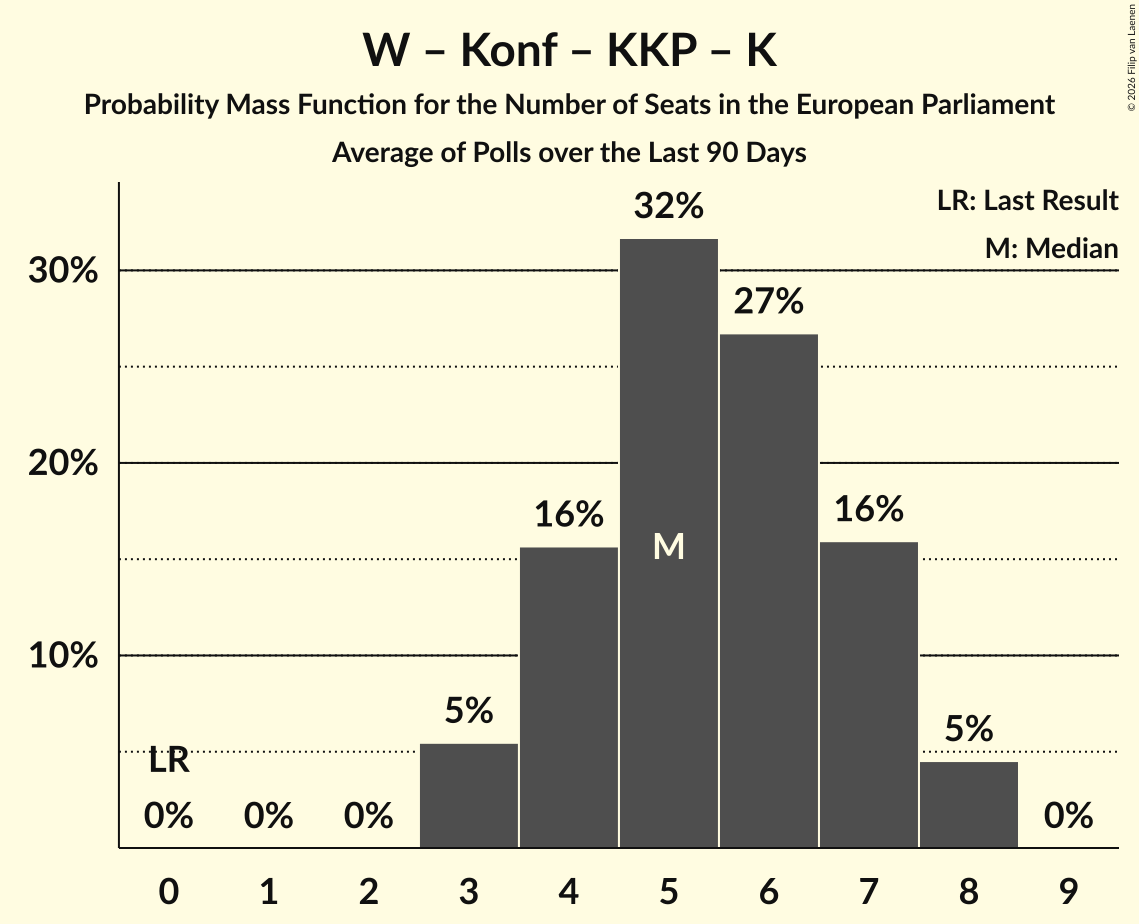 W – Konf – KKP – K
Probability Mass Function for the Number of Seats in the European Parliament
Average of Polls over the Last 90 Days
© 2026 Filip van Laenen
LR: Last Result
M: Median
30%
20%
10%
LR
0%
0%
0%
5%
16%
32%
M
27%
16%
5%
0%
0 1 2 3 4 5 6 7 8 9